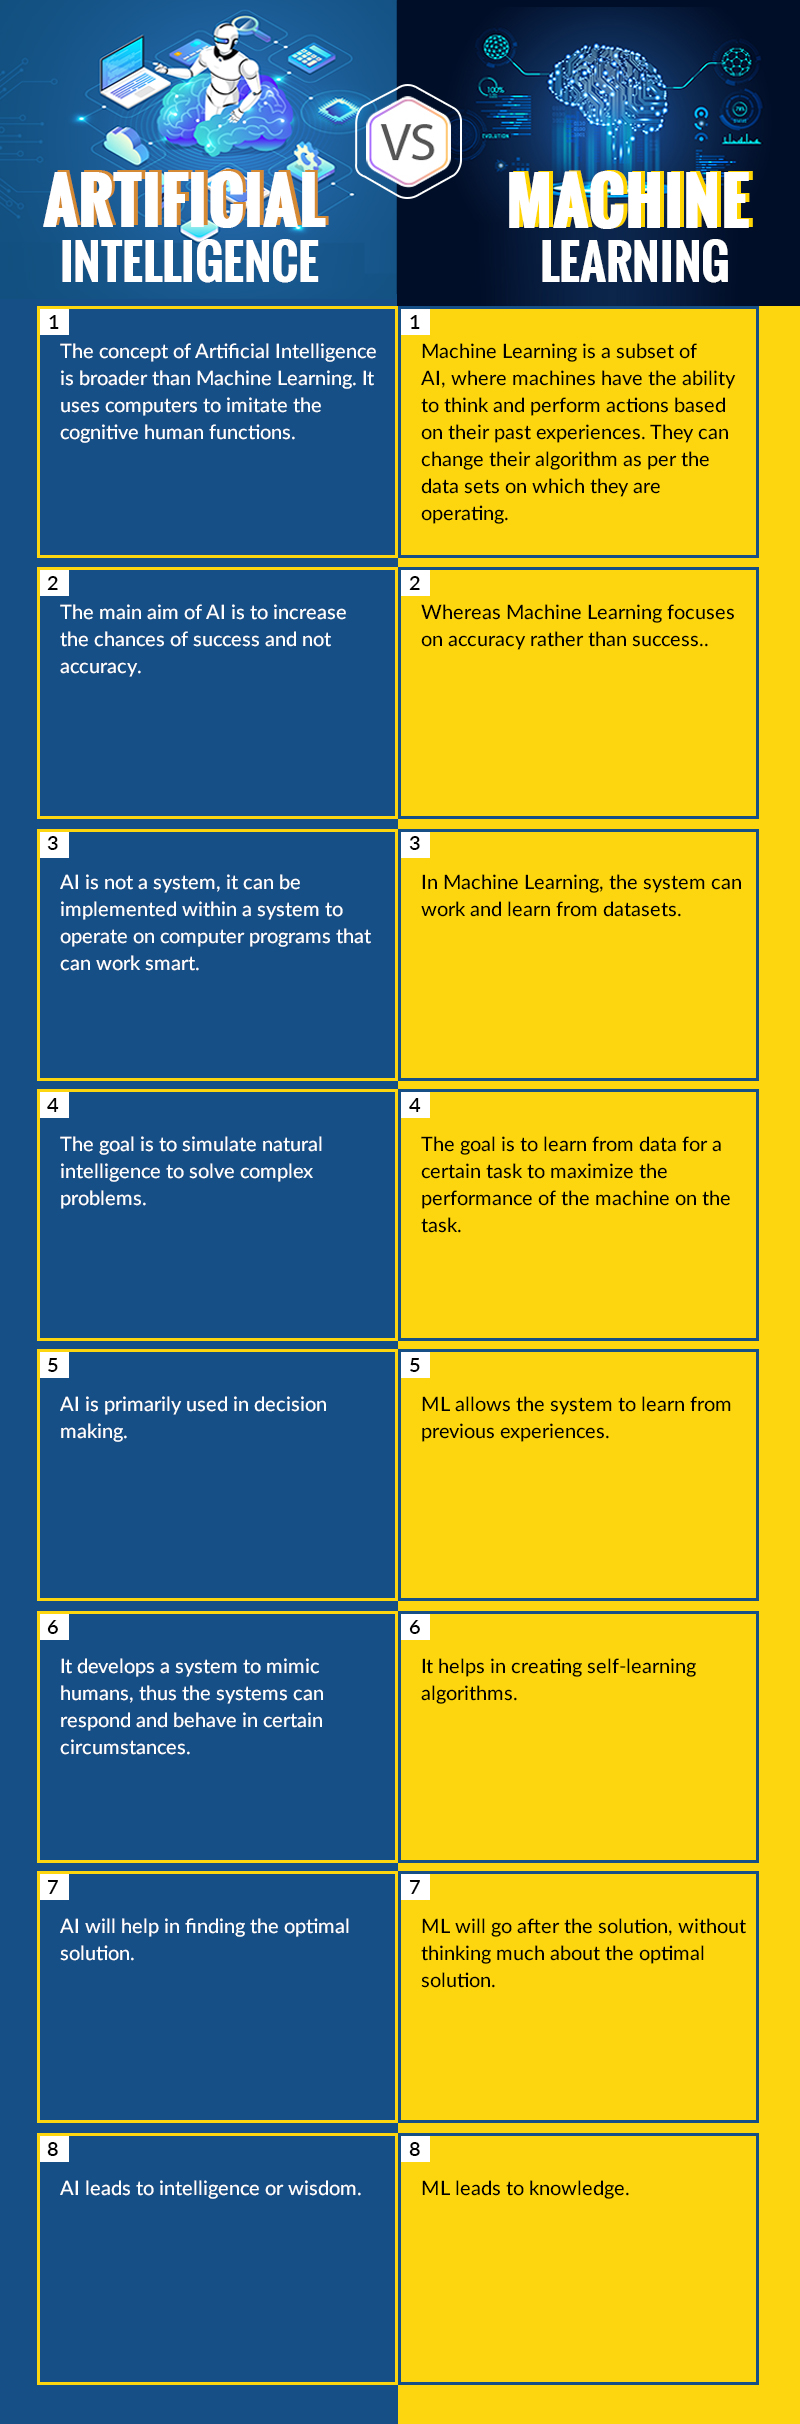 VS
ARTIFICIAL
INTELLIGENCE
MACHINE
LEARNING
100%
EVOLUTION
1
The concept of Artificial Intelligence
is broader than Machine Learning. It
uses computers to imitate the
cognitive human functions.
1
Machine Learning is a subset of
AI, where machines have the ability
to think and perform actions based
on their past experiences. They can
change their algorithm as per the
data sets on which they are
operating.
2
The main aim of AI is to increase
the chances of success and not
accuracy.
2
Whereas Machine Learning focuses
on accuracy rather than success..
3
AI is not a system, it can be
implemented within a system to
operate on computer programs that
can work smart.
3
In Machine Learning, the system can
work and learn from datasets.
4
The goal is to simulate natural
intelligence to solve complex
problems.
4
The goal is to learn from data for a
certain task to maximize the
performance of the machine on the
task.
5
AI is primarily used in decision
making.
5
ML allows the system to learn from
previous experiences.
6
It develops a system to mimic
humans, thus the systems can
respond and behave in certain
circumstances.
6
It helps in creating self-learning
algorithms.
7
AI will help in finding the optimal
solution.
7
ML will go after the solution, without
thinking much about the optimal
solution.
8
AI leads to intelligence or wisdom.
8
ML leads to knowledge.